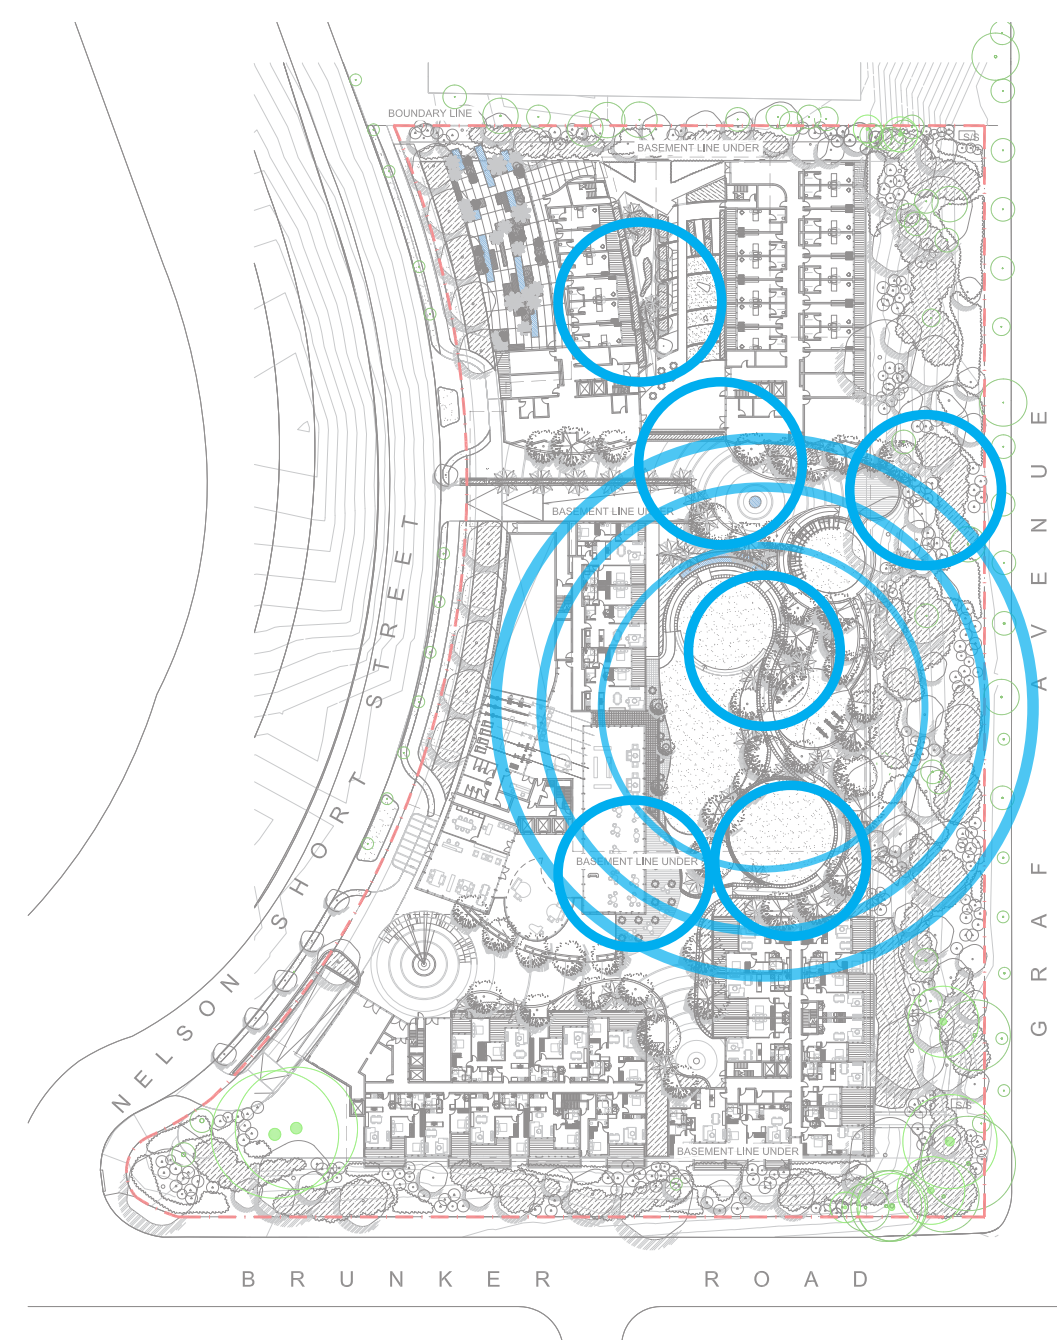 BOUNDARY LINE
S/S
BASEMENT LINE UNDER
BASEMENT LINE UNDER
BASEMENT LINE UNDER
S/S
BASEMENT LINE UNDER
NELSON SHORT STREET
GRAF AVENUE
BRUNKER ROAD